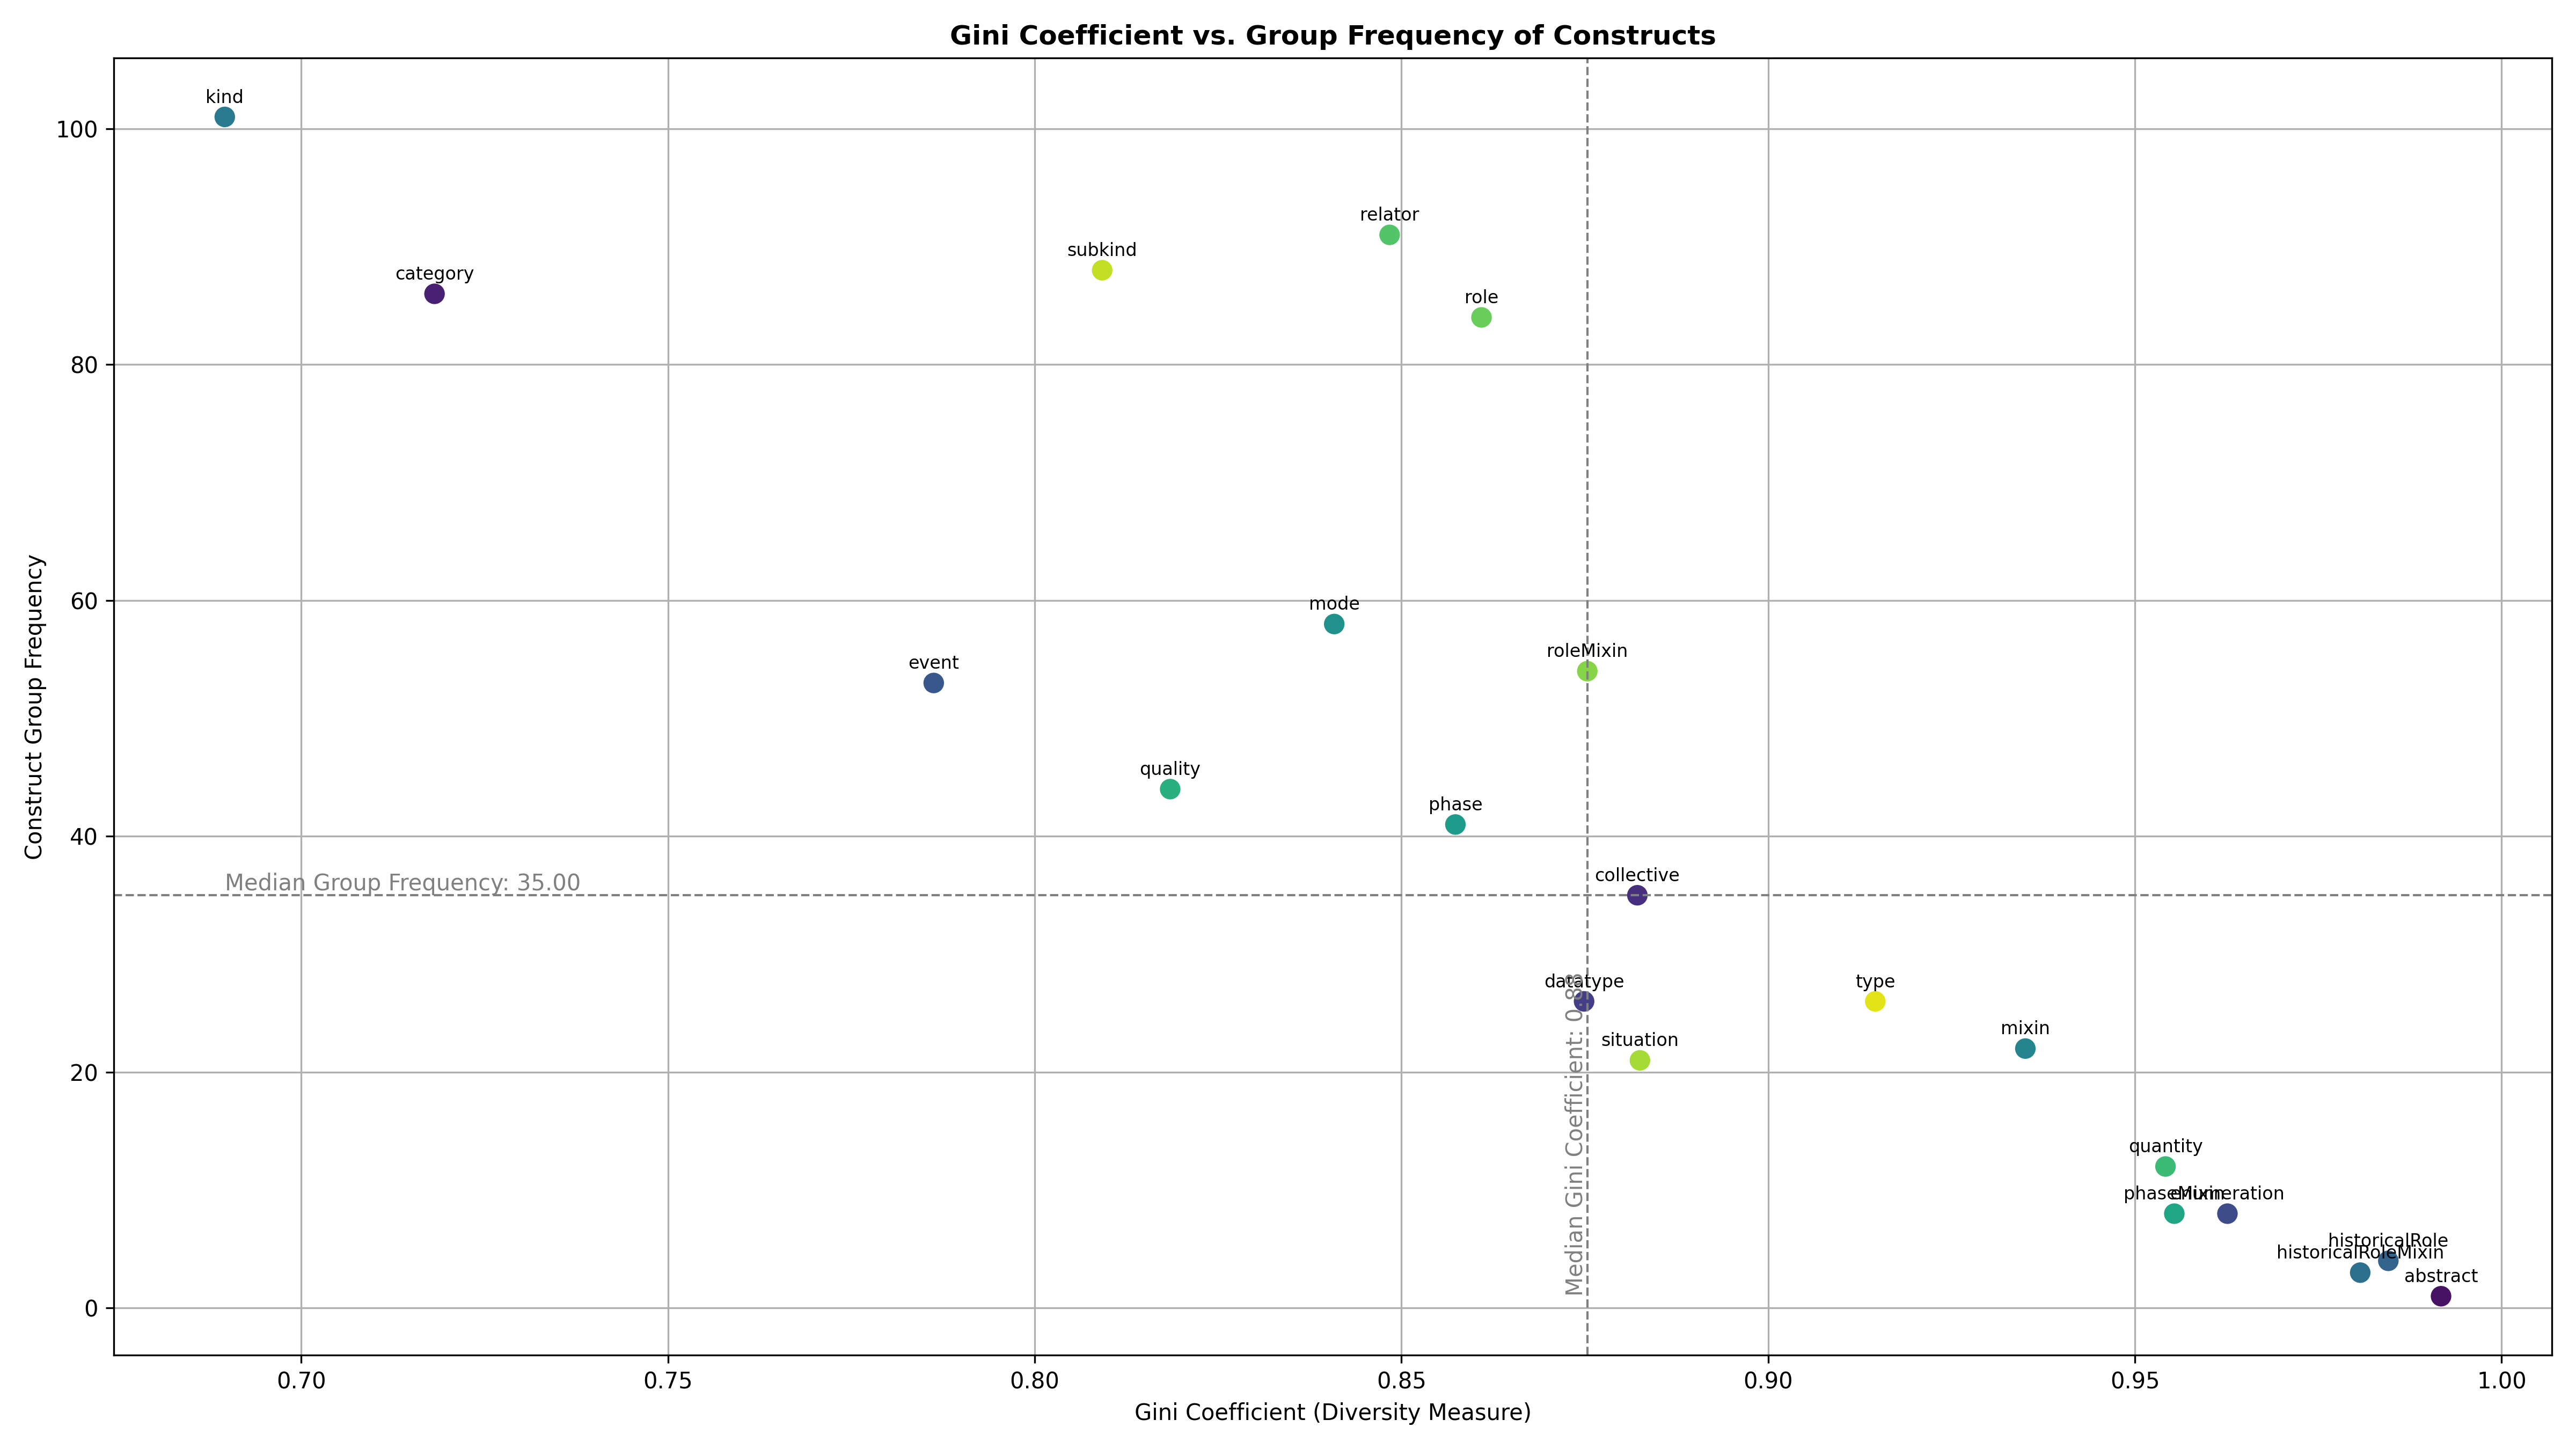 Gini Coefficient vs. Group Frequency of Constructs
kind
100
relator
subkind
category
role
80
mode
60
roleMixin
event
quality
phase
40
Median Group Frequency: 35.00
collective
datatype
type
Median Gini Coefficient: 0.88
mixin
situation
20
quantity
phaseMixin
enumeration
historicalRole
historicalRoleMixin
abstract
0
Construct Group Frequency
0.70 0.75 0.80 0.85 0.90 0.95 1.00
Gini Coefficient (Diversity Measure)